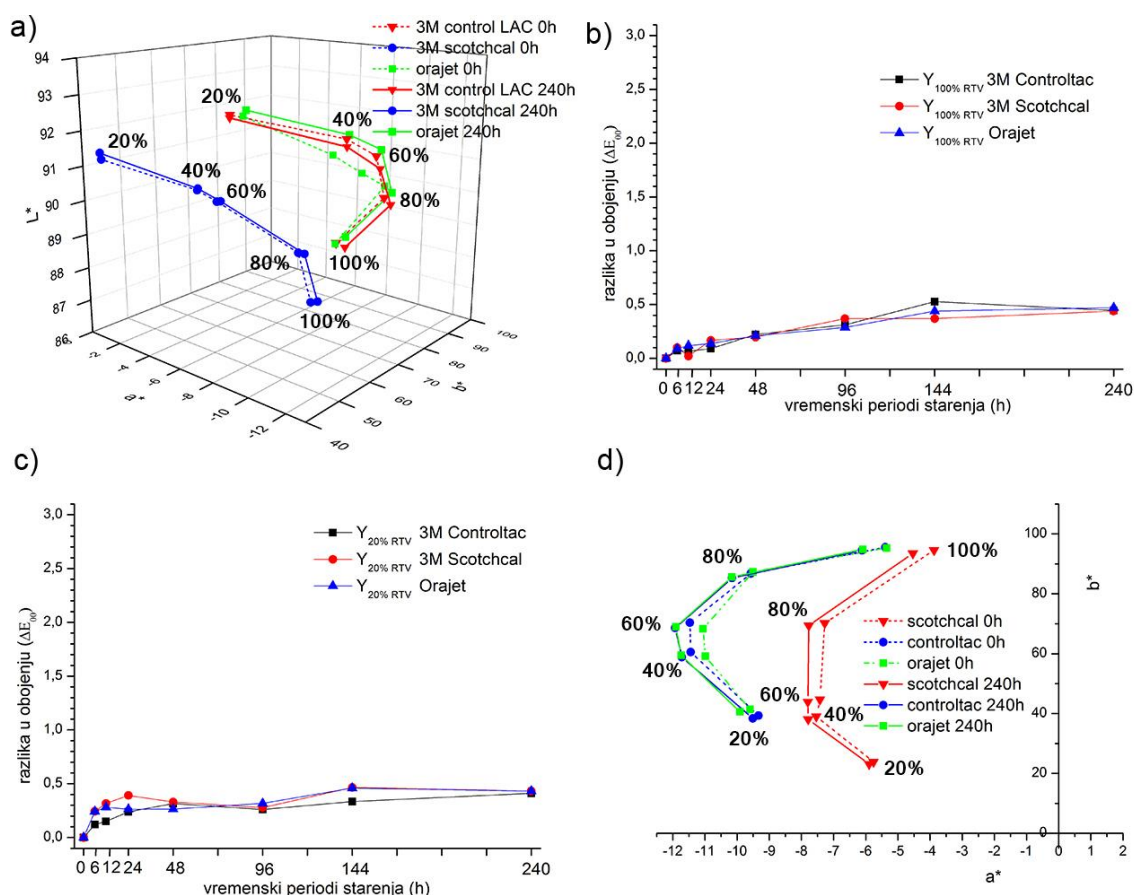 a)
3M control LAC 0h
3M scotchcal 0h
orajet 0h
3M control LAC 240h
3M scotchcal 240h
orajet 240h
94
93
92
91
90
89
88
87
86
L*
20%
40%
60%
80%
100%
20%
40%
60%
80%
100%
-2
-4
-6
-8
-10
-12
a*
40
50
60
70
80
90
100
b*
b)
3,0
2,5
2,0
1,5
1,0
0,5
0,0
razlika u obojenju (ΔE00)
Y100% RTV 3M Controltac
Y100% RTV 3M Scotchcal
Y100% RTV Orajet
0 6 12 24 48 96 144 240
vremenski periodi starenja (h)
c)
3,0
2,5
2,0
1,5
1,0
0,5
0,0
razlika u obojenju (ΔE00)
Y20% RTV 3M Controltac
Y20% RTV 3M Scotchcal
Y20% RTV Orajet
0 6 12 24 48 96 144 240
vremenski periodi starenja (h)
d)
100
80
60
40
20
0
b*
80%
100%
80%
60%
40%
60%
40%
20%
20%
scotchcal 0h
controltac 0h
orajet 0h
scotchcal 240h
controltac 240h
orajet 240h
-12 -11 -10 -9 -8 -7 -6 -5 -4 -3 -2 -1 0 1 2
a*